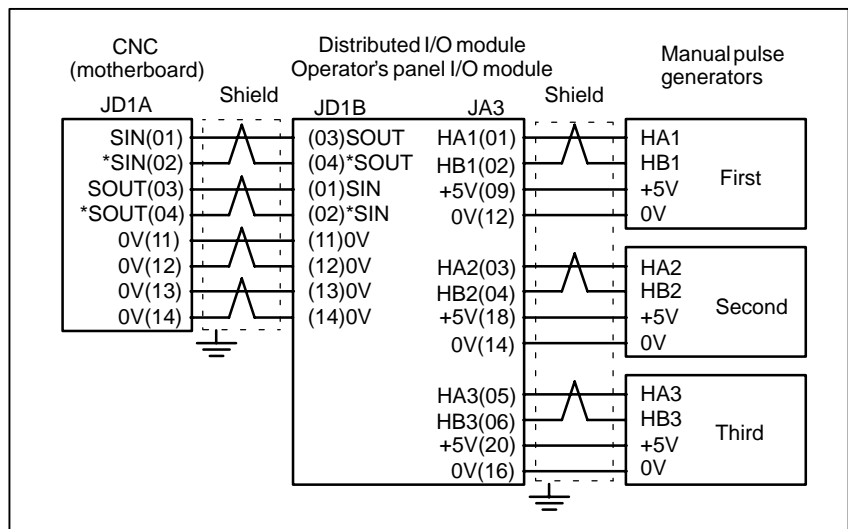 CNC
(motherboard)
Distributed I/O module
Operator's panel I/O module
Manual pulse
generators
JD1A
Shield
JD1B
JA3
Shield
SIN(01)
*SIN(02)
SOUT(03)
*SOUT(04)
0V(11)
0V(12)
0V(13)
0V(14)
(03)SOUT
(04)*SOUT
(01)SIN
(02)*SIN
(11)0V
(12)0V
(13)0V
(14)0V
HA1(01)
HB1(02)
+5V(09)
0V(12)
HA2(03)
HB2(04)
+5V(18)
0V(14)
HA3(05)
HB3(06)
+5V(20)
0V(16)
HA1
HB1
+5V
0V
First
HA2
HB2
+5V
0V
Second
HA3
HB3
+5V
0V
Third